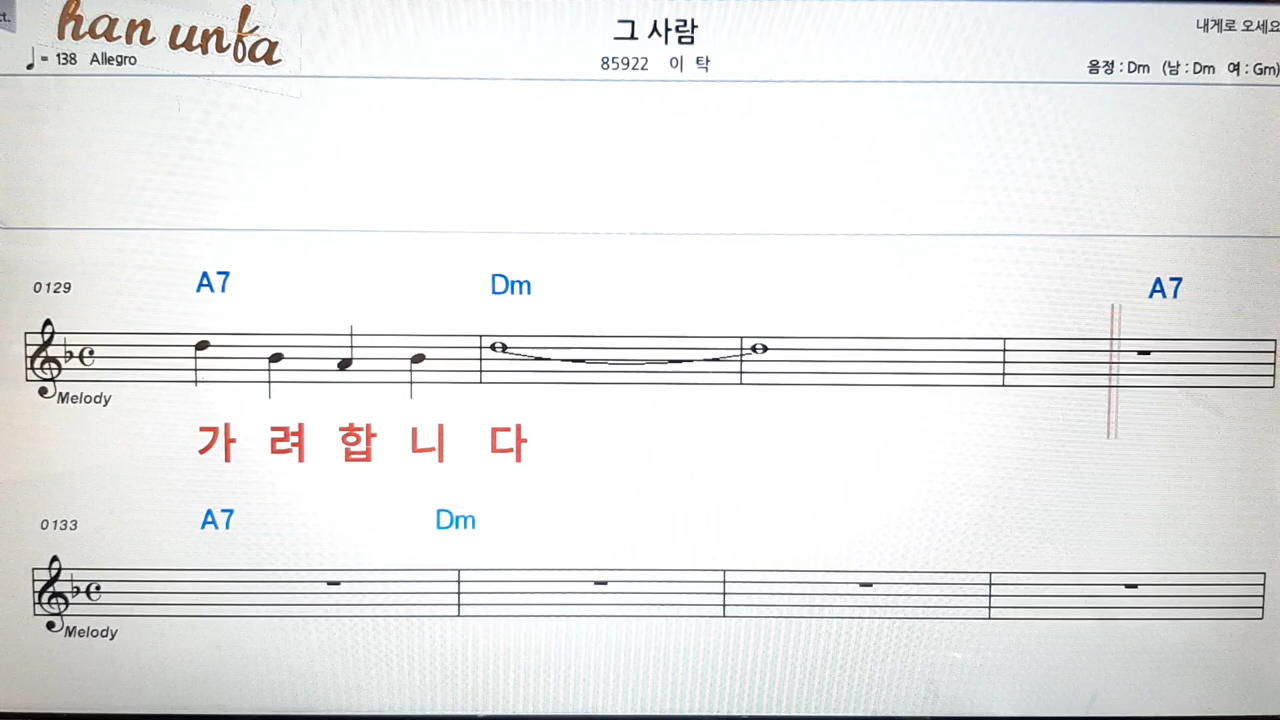 ct.
han unfa
그 사람
내게로 오세요
♩ = 138 Allegro
85922 이 탁
음정 : Dm (남 : Dm 여 : Gm)
0129 A7 Dm A7
Melody
가 려 합 니 다
0133 A7 Dm
Melody